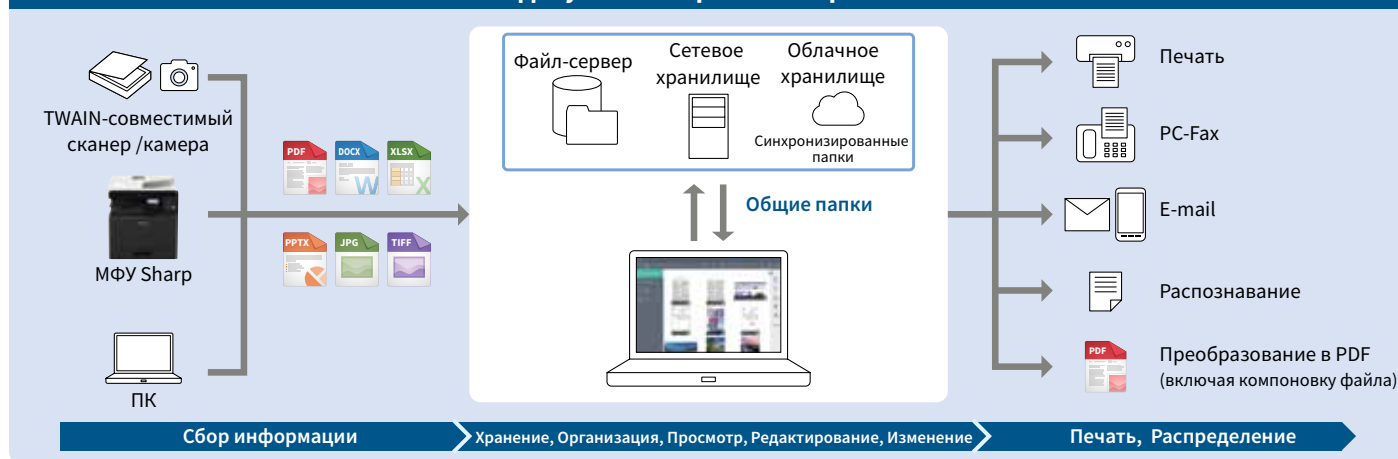 TWAIN-совместимый
сканер /камера
МФУ Sharp
ПК
PDF
DOCX
XLSX
W
X
PPTX
JPG
TIFF
Файл-сервер
Сетевое
хранилище
Облачное
хранилище
Синхронизированные
папки
Общие папки
Печать
PC-Fax
E-mail
Распознавание
PDF
Преобразование в PDF
(включая компоновку файла)
Сбор информации
Хранение, Организация, Просмотр, Редактирование, Изменение
Печать, Распределение